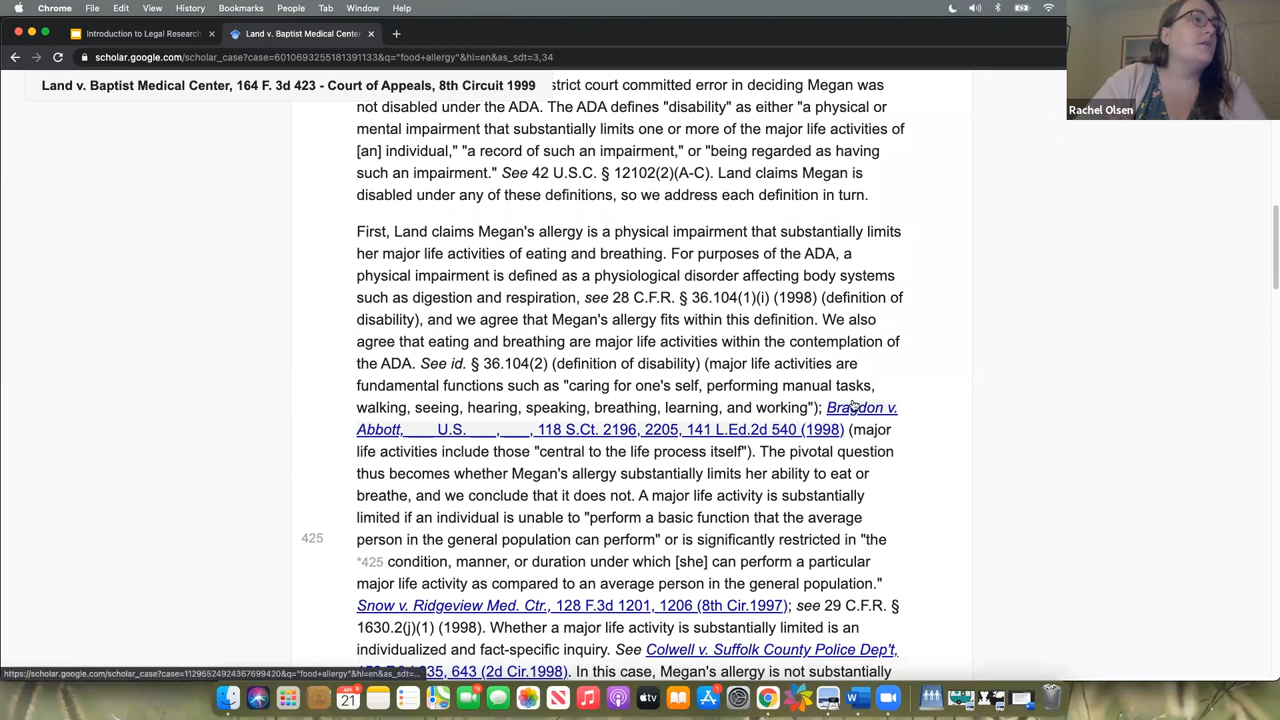 Chrome File Edit View History Bookmarks People Tab Window Help
Introduction to Legal Research × Land v. Baptist Medical Center × +
scholar.google.com/scholar_case?case=6010693255181391133&q="food+allergy"&hl=en&as_sdt=3,34
Rachel Olsen
Land v. Baptist Medical Center, 164 F. 3d 423 - Court of Appeals, 8th Circuit 1999 strict court committed error in deciding Megan was
not disabled under the ADA. The ADA defines "disability" as either "a physical or
mental impairment that substantially limits one or more of the major life activities of
[an] individual," "a record of such an impairment," or "being regarded as having
such an impairment." See 42 U.S.C. § 12102(2)(A-C). Land claims Megan is
disabled under any of these definitions, so we address each definition in turn.
First, Land claims Megan's allergy is a physical impairment that substantially limits
her major life activities of eating and breathing. For purposes of the ADA, a
physical impairment is defined as a physiological disorder affecting body systems
such as digestion and respiration, see 28 C.F.R. § 36.104(1)(i) (1998) (definition of
disability), and we agree that Megan's allergy fits within this definition. We also
agree that eating and breathing are major life activities within the contemplation of
the ADA. See id. § 36.104(2) (definition of disability) (major life activities are
fundamental functions such as "caring for one's self, performing manual tasks,
walking, seeing, hearing, speaking, breathing, learning, and working"); Bragdon v.
Abbott, ___ U.S. ___, ___, 118 S.Ct. 2196, 2205, 141 L.Ed.2d 540 (1998) (major
life activities include those "central to the life process itself"). The pivotal question
thus becomes whether Megan's allergy substantially limits her ability to eat or
breathe, and we conclude that it does not. A major life activity is substantially
limited if an individual is unable to "perform a basic function that the average
425 person in the general population can perform" or is significantly restricted in "the
*425 condition, manner, or duration under which [she] can perform a particular
major life activity as compared to an average person in the general population."
Snow v. Ridgeview Med. Ctr., 128 F.3d 1201, 1206 (8th Cir.1997); see 29 C.F.R. §
1630.2(j)(1) (1998). Whether a major life activity is substantially limited is an
individualized and fact-specific inquiry. See Colwell v. Suffolk County Police Dep't,
635, 643 (2d Cir.1998). In this case, Megan's allergy is not substantially
https://scholar.google.com/scholar_case?case=11295524924367699420&q="food+allergy"&hl=en&as_sdt=...
APR
21